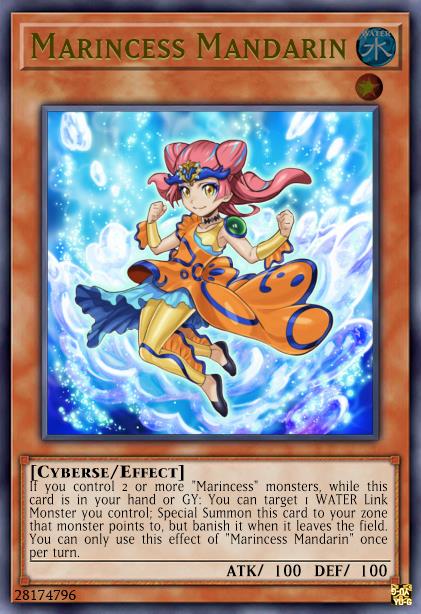 Marincess Mandarin
WATER
水
[Cyberse/Effect]
If you control 2 or more "Marincess" monsters, while this
card is in your hand or GY: You can target 1 WATER Link
Monster you control; Special Summon this card to your zone
that monster points to, but banish it when it leaves the field.
You can only use this effect of "Marincess Mandarin" once
per turn.
ATK/ 100 DEF/ 100
28174796